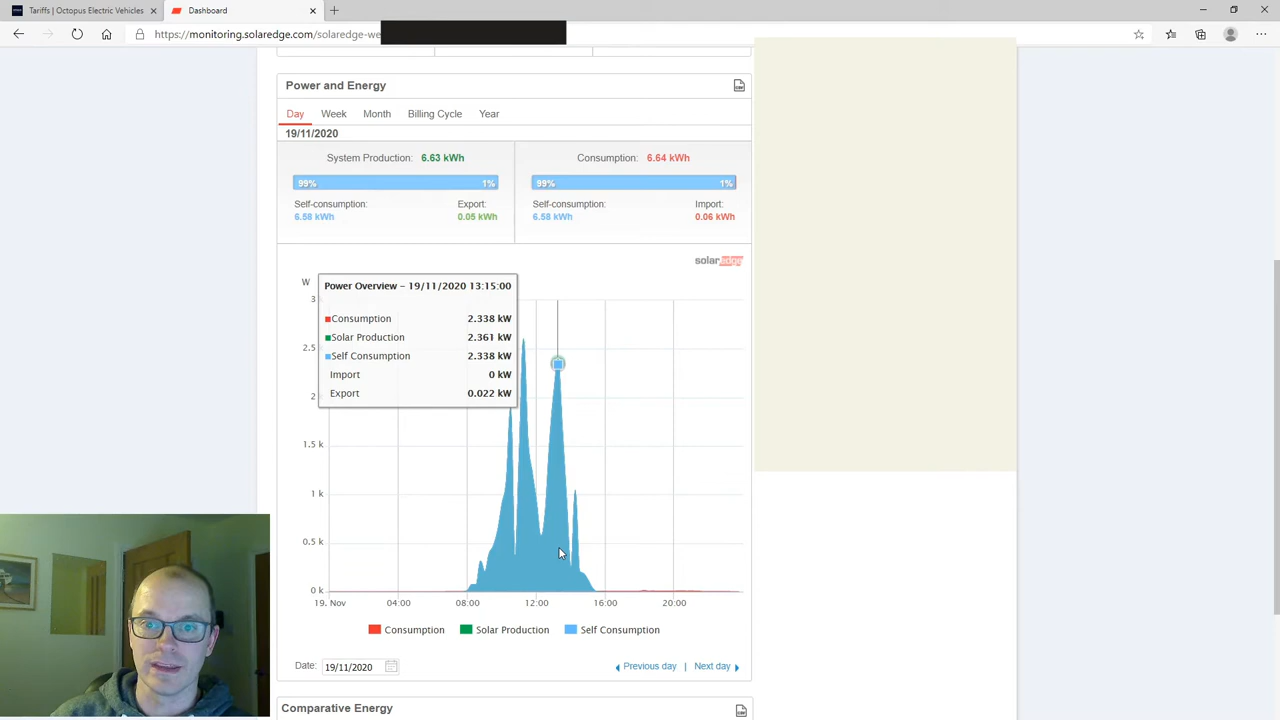 Tariffs | Octopus Electric Vehicles
Dashboard
https://monitoring.solaredge.com/solaredge-we
Power and Energy
Day Week Month Billing Cycle Year
19/11/2020
System Production: 6.63 kWh
99% 1%
Self-consumption: Export:
6.58 kWh 0.05 kWh
Consumption: 6.64 kWh
99% 1%
Self-consumption: Import:
6.58 kWh 0.06 kWh
solaredge
W
Power Overview - 19/11/2020 13:15:00
Consumption 2.338 kW
Solar Production 2.361 kW
Self Consumption 2.338 kW
Import 0 kW
Export 0.022 kW
3
2.5
2
1.5 k
1 k
0.5 k
0 k
19. Nov 04:00 08:00 12:00 16:00 20:00
Consumption Solar Production Self Consumption
Date: 19/11/2020
Previous day | Next day
Comparative Energy